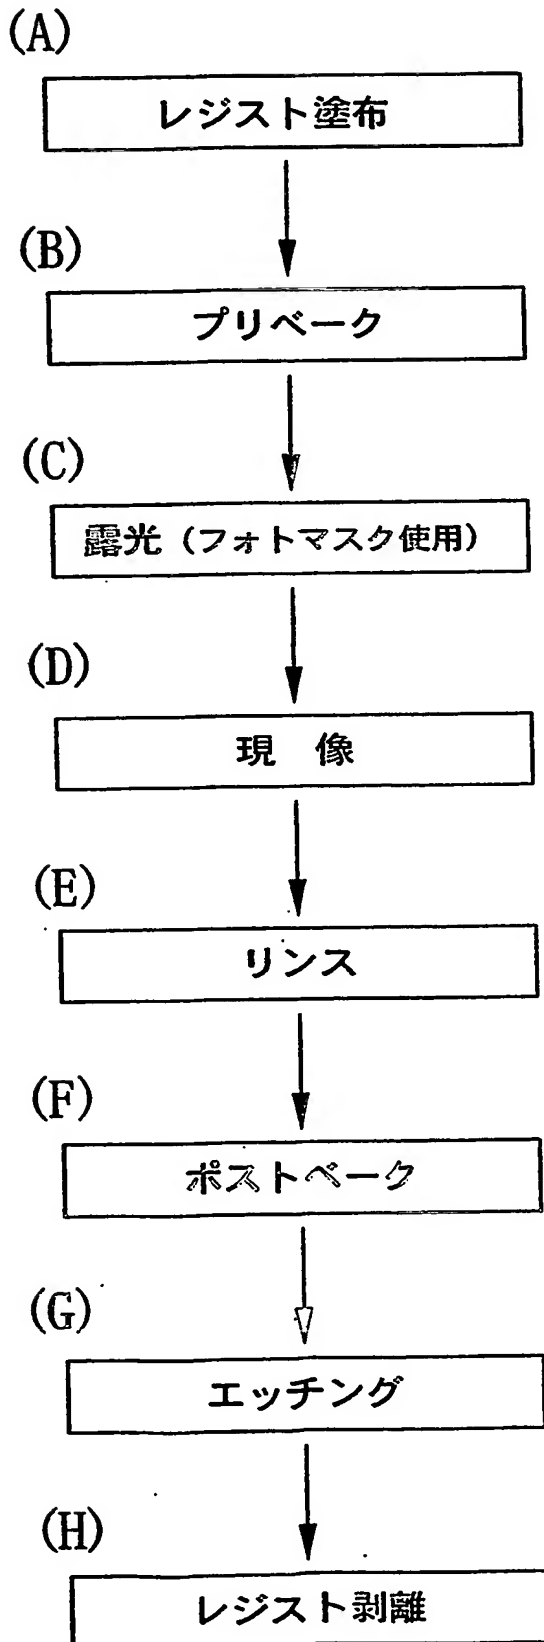 (A)
レジスト塗布
(B)
プリベーク
(C)
露光（フォトマスク使用）
(D)
現　像
(E)
リンス
(F)
ポストベーク
(G)
エッチング
(H)
レジスト剥離